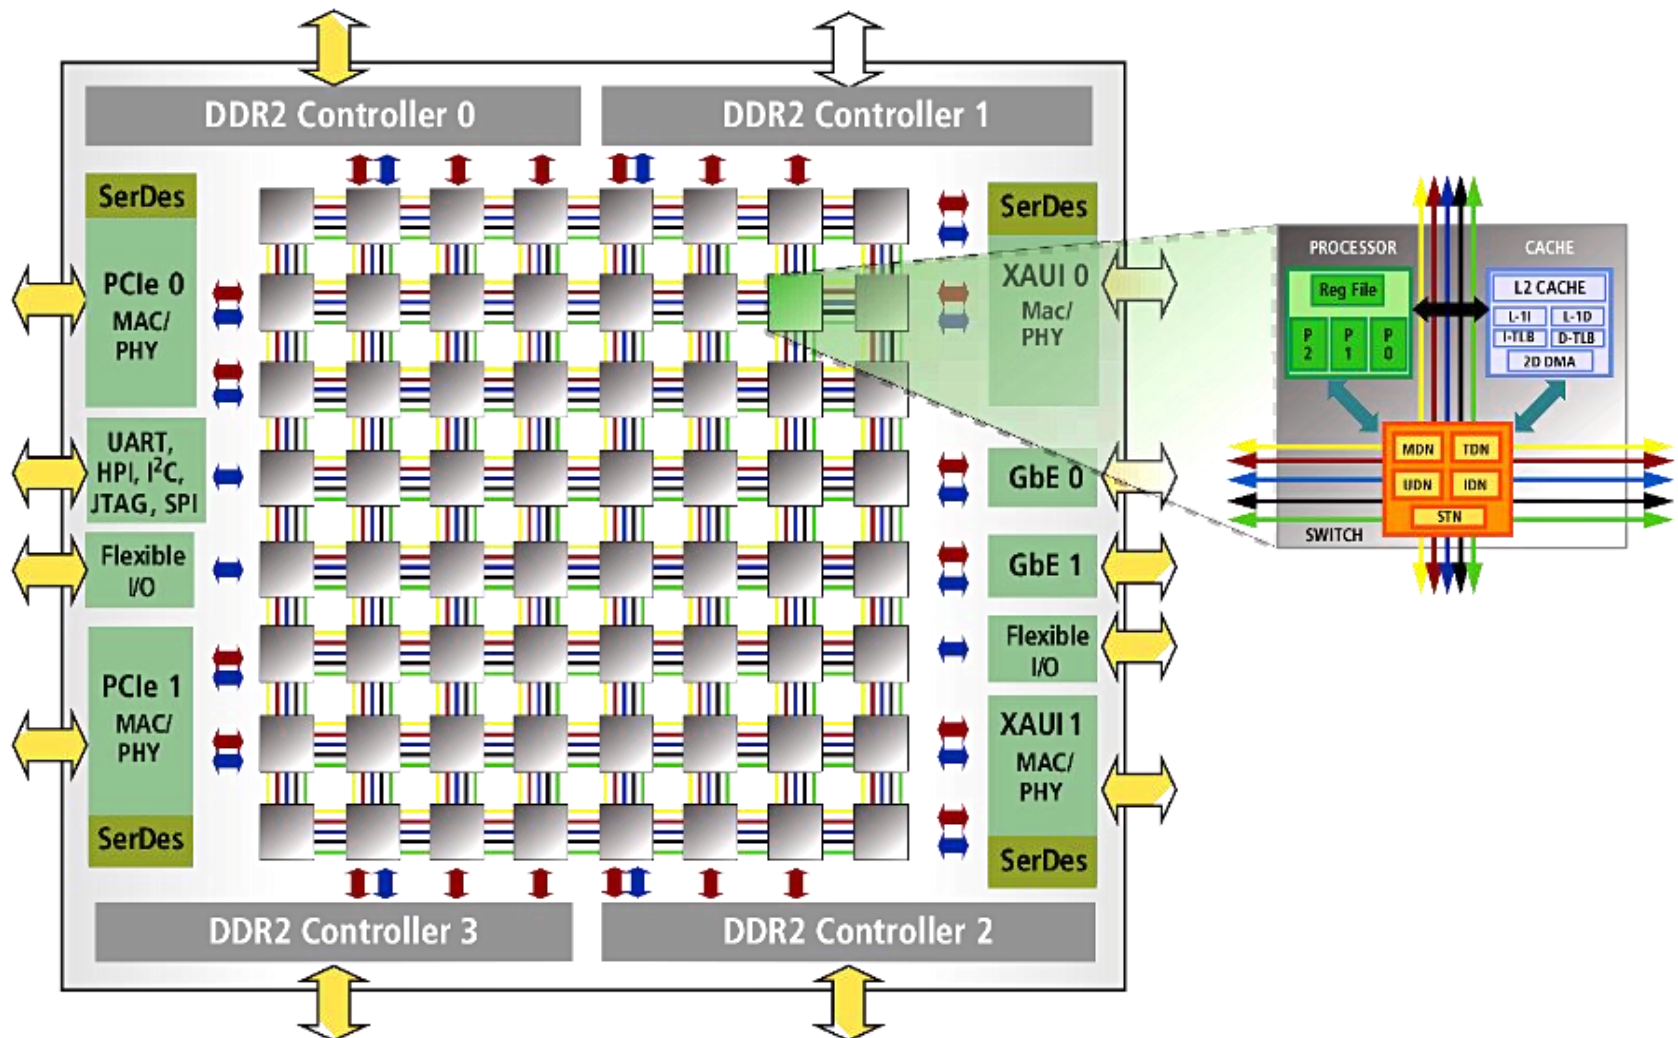 DDR2 Controller 0
DDR2 Controller 1
SerDes
PCIe 0
MAC/
PHY
UART,
HPI, I²C,
JTAG, SPI
Flexible
I/O
PCIe 1
MAC/
PHY
SerDes
SerDes
XAUI 0
Mac/
PHY
GbE 0
GbE 1
Flexible
I/O
XAUI 1
MAC/
PHY
SerDes
DDR2 Controller 3
DDR2 Controller 2
PROCESSOR
Reg File
P
2
P
1
P
0
CACHE
L2 CACHE
L-1I
L-1D
I-TLB
D-TLB
2D DMA
MDN
TDN
UDN
IDN
STN
SWITCH